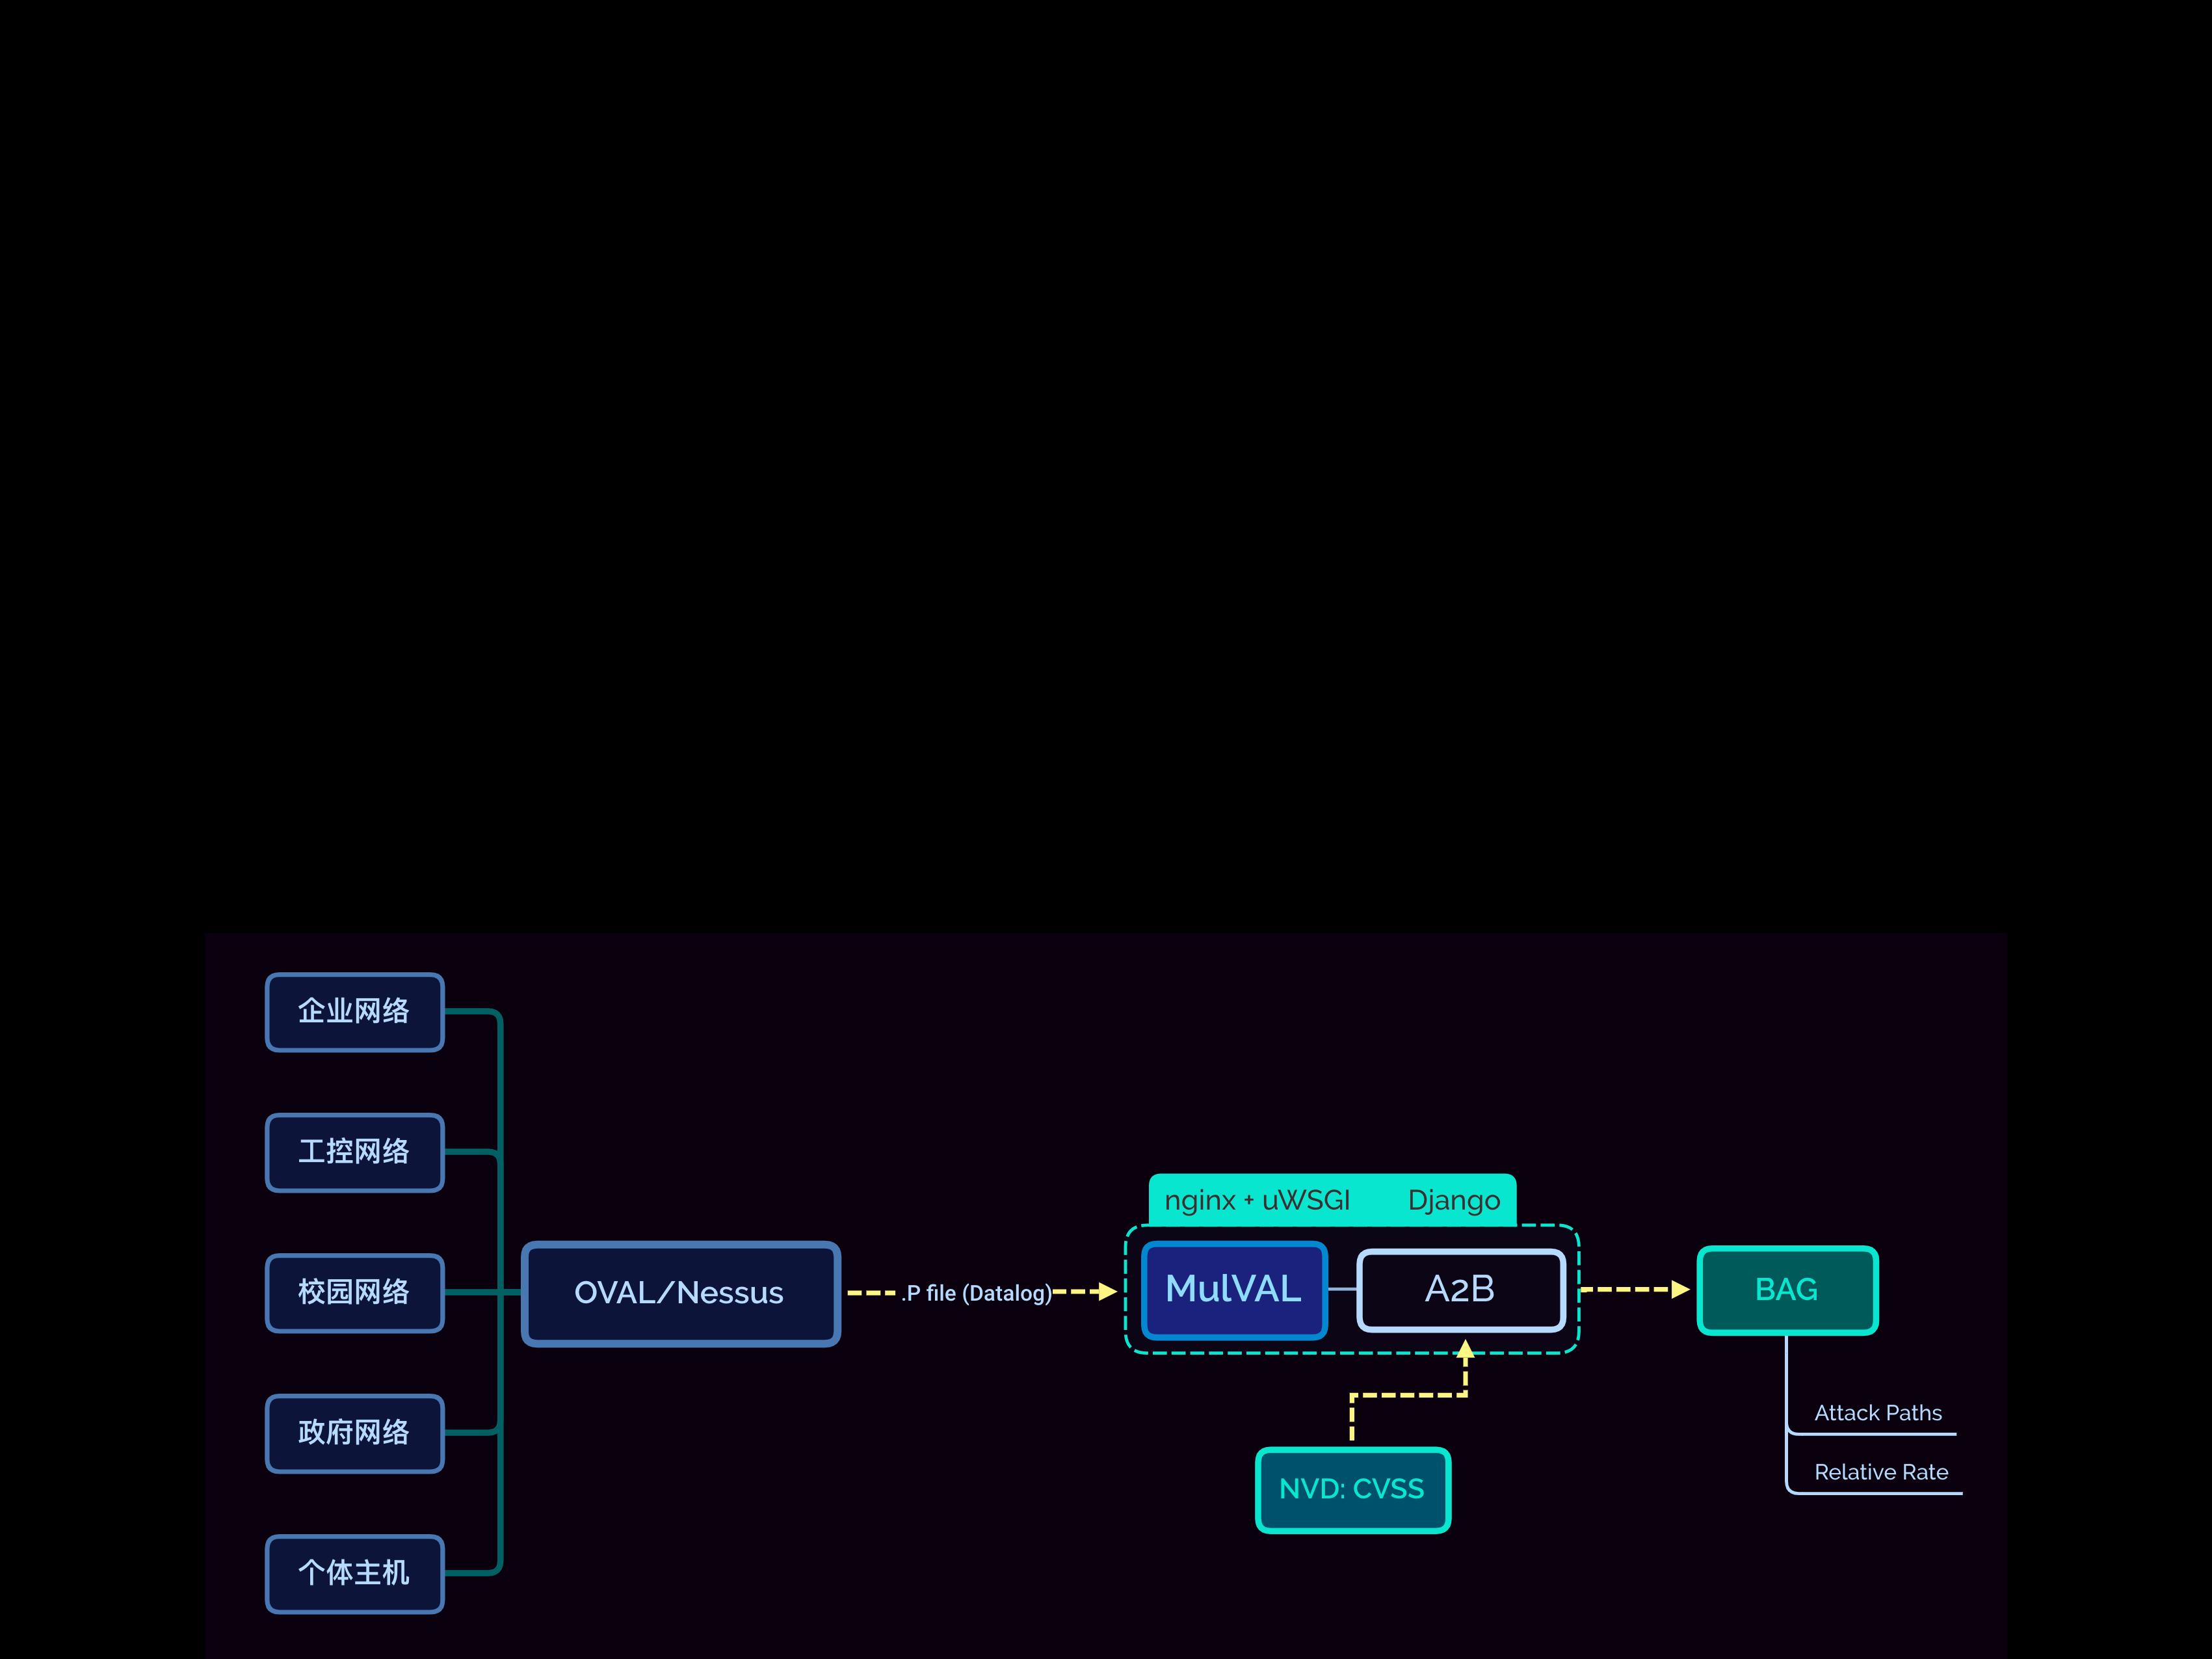 企业网络
工控网络
校园网络
政府网络
个体主机
OVAL/Nessus
.P file (Datalog)
nginx + uWSGI Django
MulVAL
A2B
NVD: CVSS
BAG
Attack Paths
Relative Rate